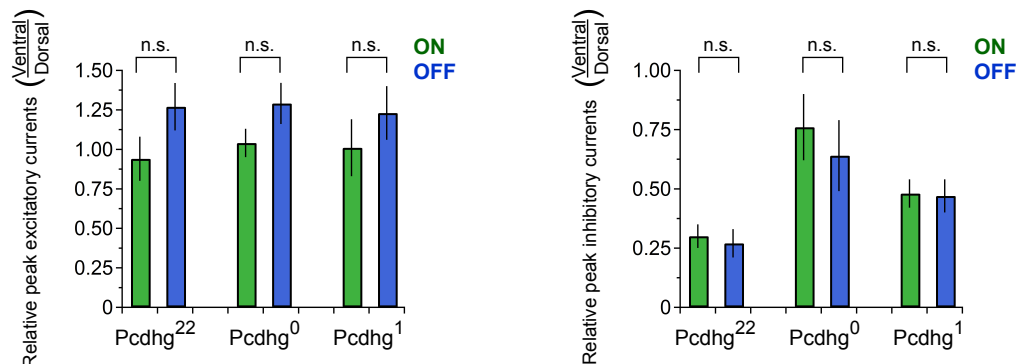 Relative peak excitatory currents (Ventral/Dorsal)
n.s. n.s. n.s.
ON
OFF
1.50
1.25
1.00
0.75
0.50
0.25
0
Pcdhg22 Pcdhg0 Pcdhg1
Relative peak inhibitory currents (Ventral/Dorsal)
n.s. n.s. n.s.
ON
OFF
1.00
0.75
0.50
0.25
0
Pcdhg22 Pcdhg0 Pcdhg1